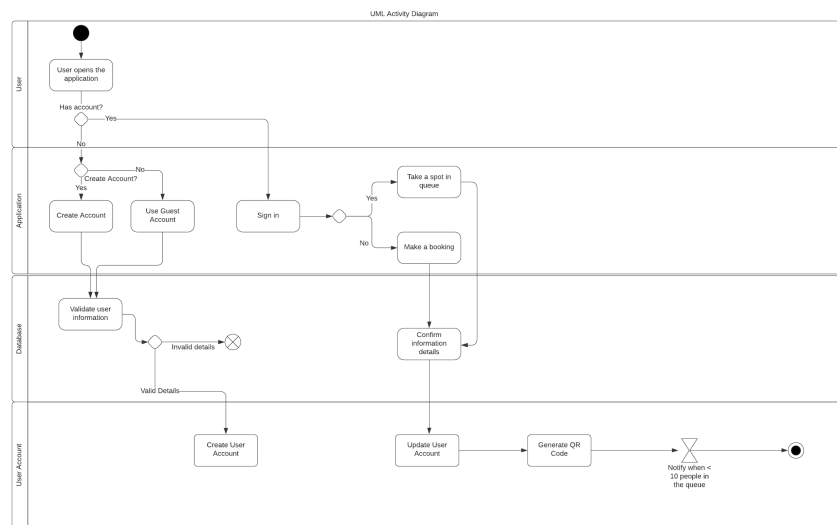 UML Activity Diagram
User
User opens the
application
Has account?
Yes
No
Application
No
Create Account?
Yes
Create Account
Use Guest
Account
Sign in
Yes
No
Take a spot in
queue
Make a booking
Database
Validate user
information
Invalid details
Valid Details
Confirm
information
details
User Account
Create User
Account
Update User
Account
Generate QR
Code
Notify when <
10 people in
the queue